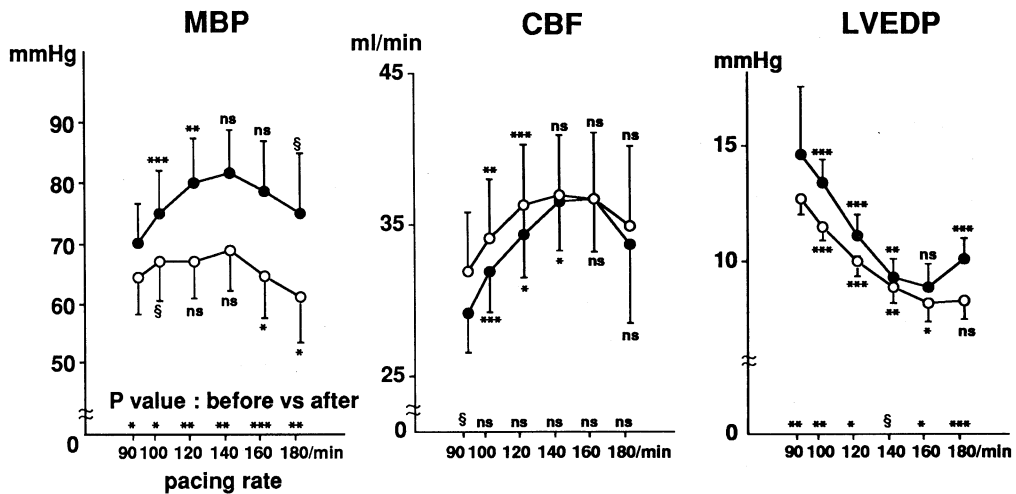 MBP
mmHg
90
80
70
60
50
0
*** ** ns ns §
§ ns ns * *
P value : before vs after
* * ** ** *** **
90 100 120 140 160 180/min
pacing rate
CBF
ml/min
45
35
25
0
** *** ns ns ns
*** * * ns ns
§ ns ns ns ns ns
90 100 120 140 160 180/min
LVEDP
mmHg
15
10
0
*** *** ** ns ***
*** *** ** * ns
** ** * § * ***
90 100 120 140 160 180/min